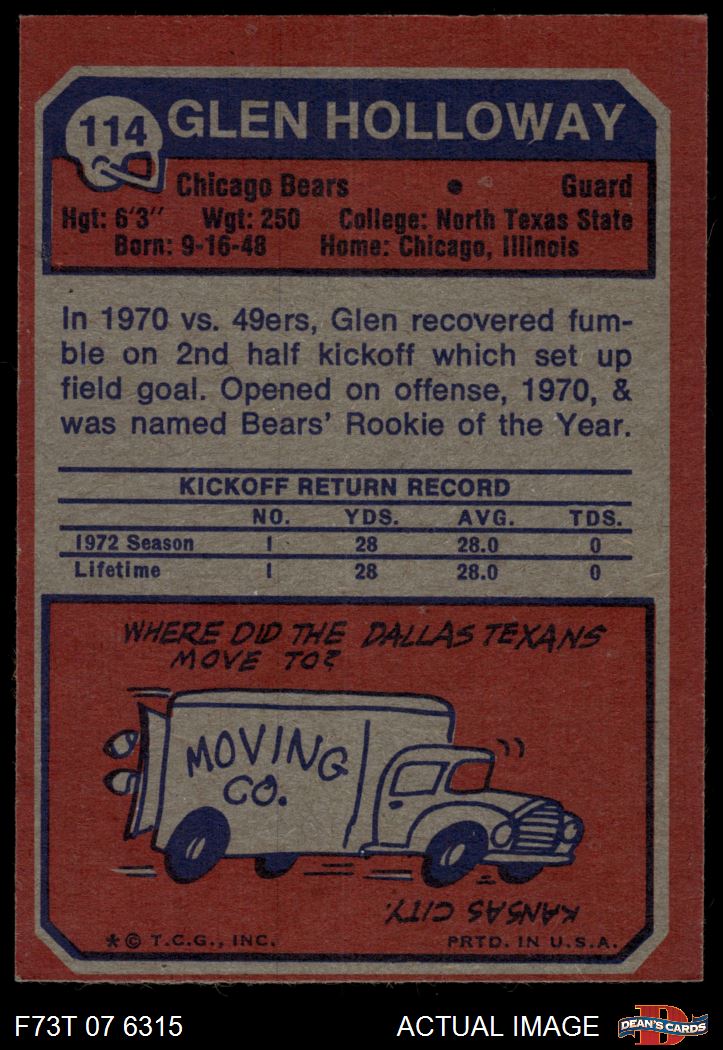 114 GLEN HOLLOWAY
Chicago Bears • Guard
Hgt: 6'3" Wgt: 250 College: North Texas State
Born: 9-16-48 Home: Chicago, Illinois
In 1970 vs. 49ers, Glen recovered fum-
ble on 2nd half kickoff which set up
field goal. Opened on offense, 1970, &
was named Bears' Rookie of the Year.
KICKOFF RETURN RECORD
NO. YDS. AVG. TDS.
1972 Season 1 28 28.0 0
Lifetime 1 28 28.0 0
WHERE DID THE DALLAS TEXANS
MOVE TO?
MOVING
CO.
KANSAS CITY.
*© T.C.G., INC. PRTD. IN U.S.A.
F73T 07 6315 ACTUAL IMAGE D DEAN'S CARDS